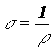 σ = 1/ρ